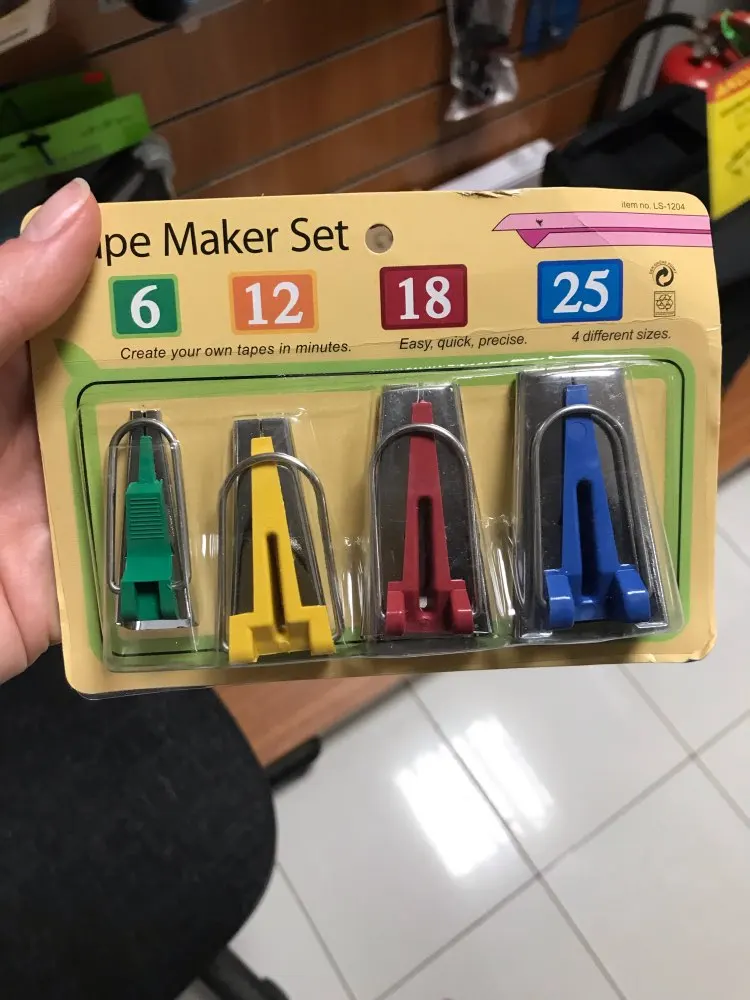 ape Maker Set
item no. LS-1204
6 12 18 25
Create your own tapes in minutes. Easy, quick, precise. 4 different sizes.